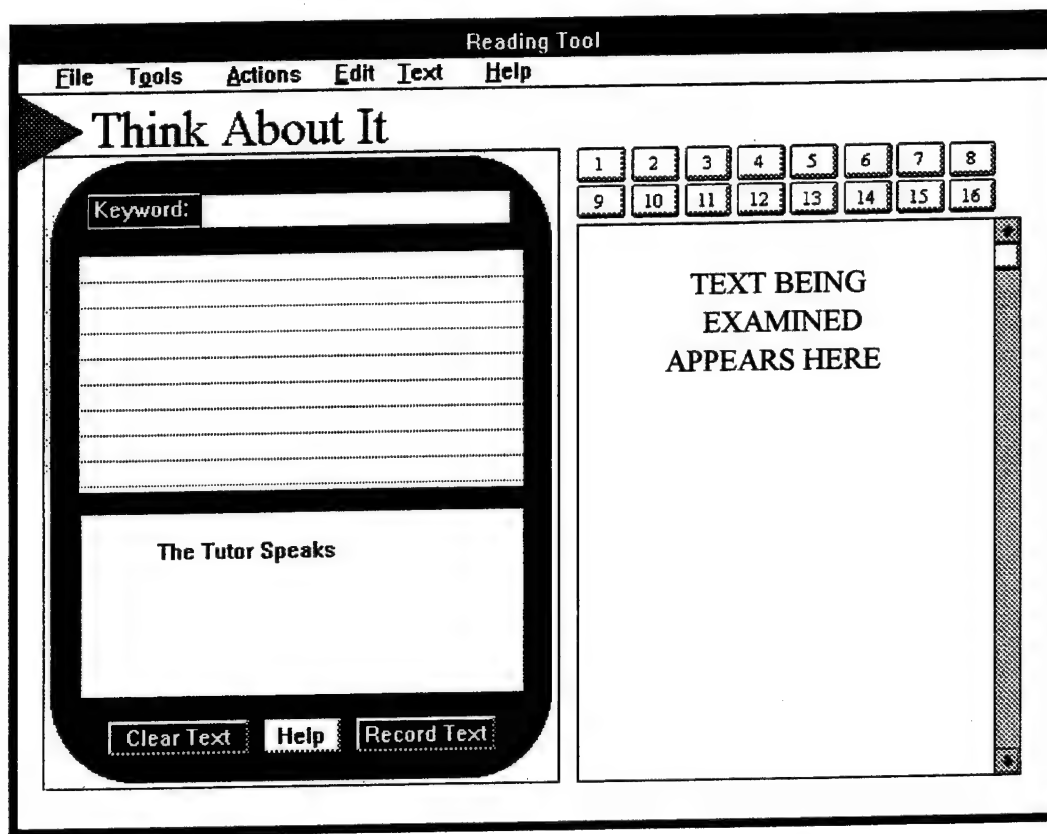 Reading Tool
File Tools Actions Edit Text Help
Think About It
Keyword:
The Tutor Speaks
Clear Text Help Record Text
1 2 3 4 5 6 7 8
9 10 11 12 13 14 15 16
TEXT BEING
EXAMINED
APPEARS HERE